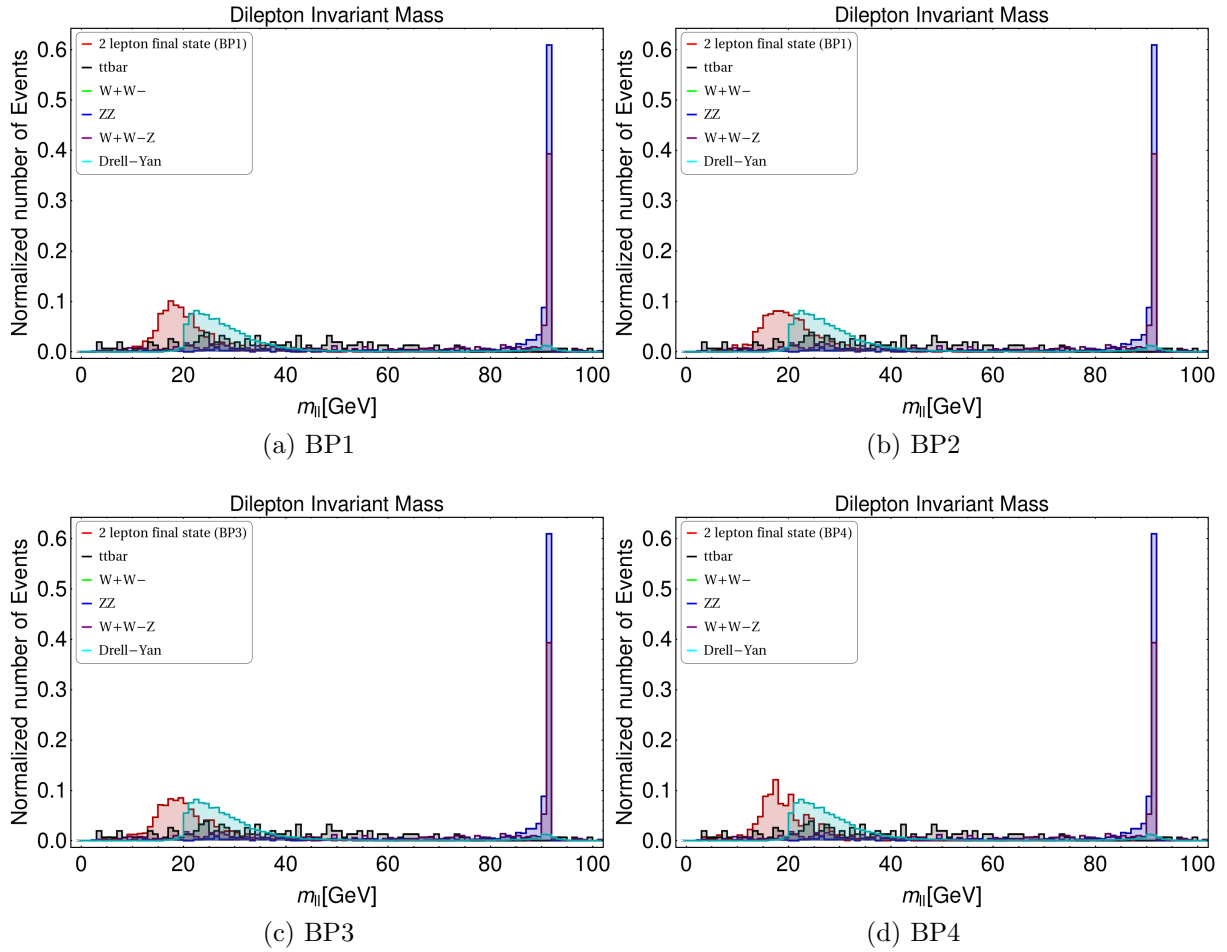 Dilepton Invariant Mass
Normalized number of Events
0.6
0.5
0.4
0.3
0.2
0.1
0.0
2 lepton final state (BP1)
ttbar
W+W−
ZZ
W+W−Z
Drell−Yan
0 20 40 60 80 100
m_ll[GeV]
(a) BP1
Dilepton Invariant Mass
Normalized number of Events
0.6
0.5
0.4
0.3
0.2
0.1
0.0
2 lepton final state (BP1)
ttbar
W+W−
ZZ
W+W−Z
Drell−Yan
0 20 40 60 80 100
m_ll[GeV]
(b) BP2
Dilepton Invariant Mass
Normalized number of Events
0.6
0.5
0.4
0.3
0.2
0.1
0.0
2 lepton final state (BP3)
ttbar
W+W−
ZZ
W+W−Z
Drell−Yan
0 20 40 60 80 100
m_ll[GeV]
(c) BP3
Dilepton Invariant Mass
Normalized number of Events
0.6
0.5
0.4
0.3
0.2
0.1
0.0
2 lepton final state (BP4)
ttbar
W+W−
ZZ
W+W−Z
Drell−Yan
0 20 40 60 80 100
m_ll[GeV]
(d) BP4